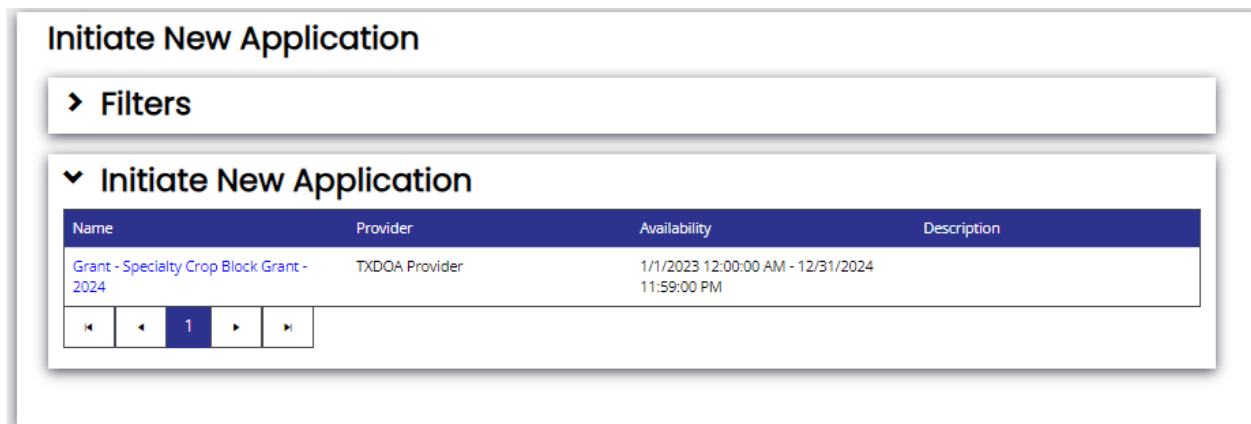 Initiate New Application
Filters
Initiate New Application
Name Provider Availability Description
Grant - Specialty Crop Block Grant - TXDOA Provider 1/1/2023 12:00:00 AM - 12/31/2024
2024 11:59:00 PM
1